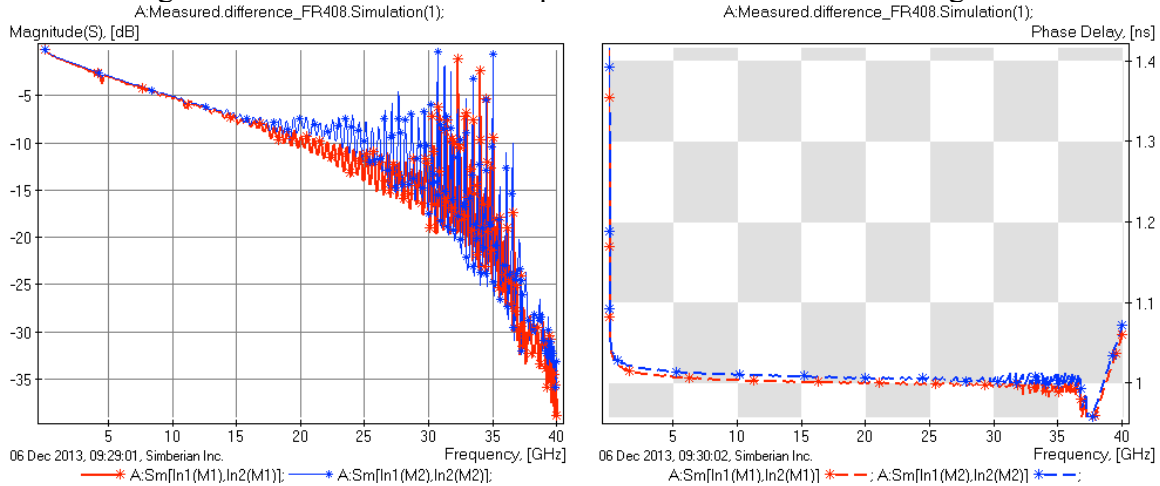 A:Measured.difference_FR408.Simulation(1);
Magnitude(S), [dB]
-5
-10
-15
-20
-25
-30
-35
5 10 15 20 25 30 35 40
06 Dec 2013, 09:29:01, Simberian Inc.
Frequency, [GHz]
A:Sm[In1(M1),In2(M1)]; A:Sm[In1(M2),In2(M2)];
A:Measured.difference_FR408.Simulation(1);
Phase Delay, [ns]
1.4
1.3
1.2
1.1
1
5 10 15 20 25 30 35 40
06 Dec 2013, 09:30:02, Simberian Inc.
Frequency, [GHz]
A:Sm[In1(M1),In2(M1)] ; A:Sm[In1(M2),In2(M2)] ;